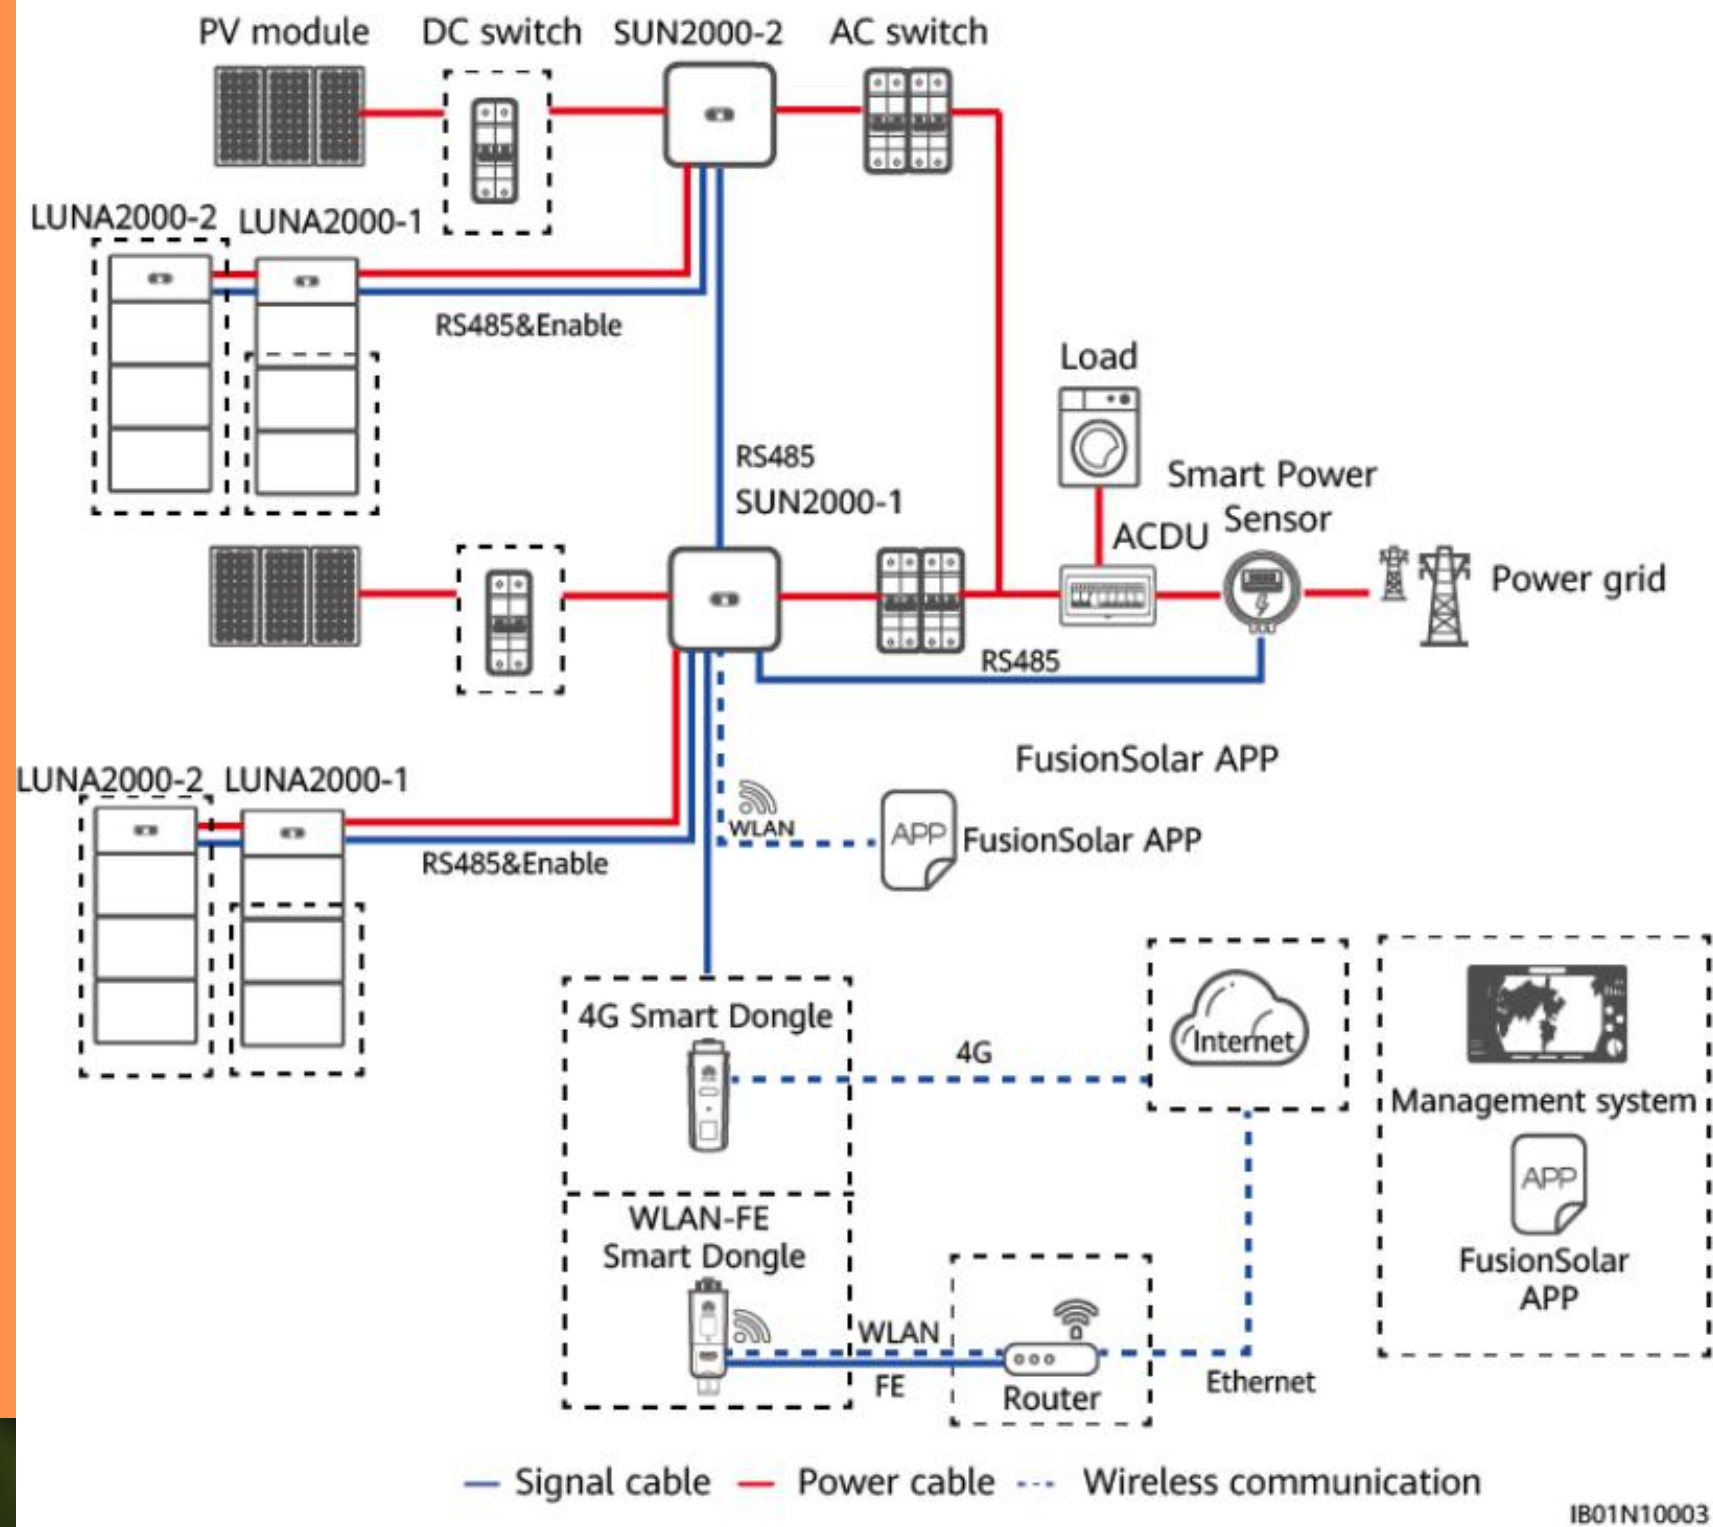 PV module
DC switch
SUN2000-2
AC switch
LUNA2000-2
LUNA2000-1
RS485&Enable
Load
RS485
SUN2000-1
Smart Power
Sensor
ACDU
Power grid
RS485
FusionSolar APP
LUNA2000-2
LUNA2000-1
WLAN
APP
FusionSolar APP
RS485&Enable
4G Smart Dongle
4G
Internet
Management system
APP
FusionSolar
APP
WLAN-FE
Smart Dongle
WLAN
FE
Router
Ethernet
Signal cable
Power cable
Wireless communication
IB01N10003